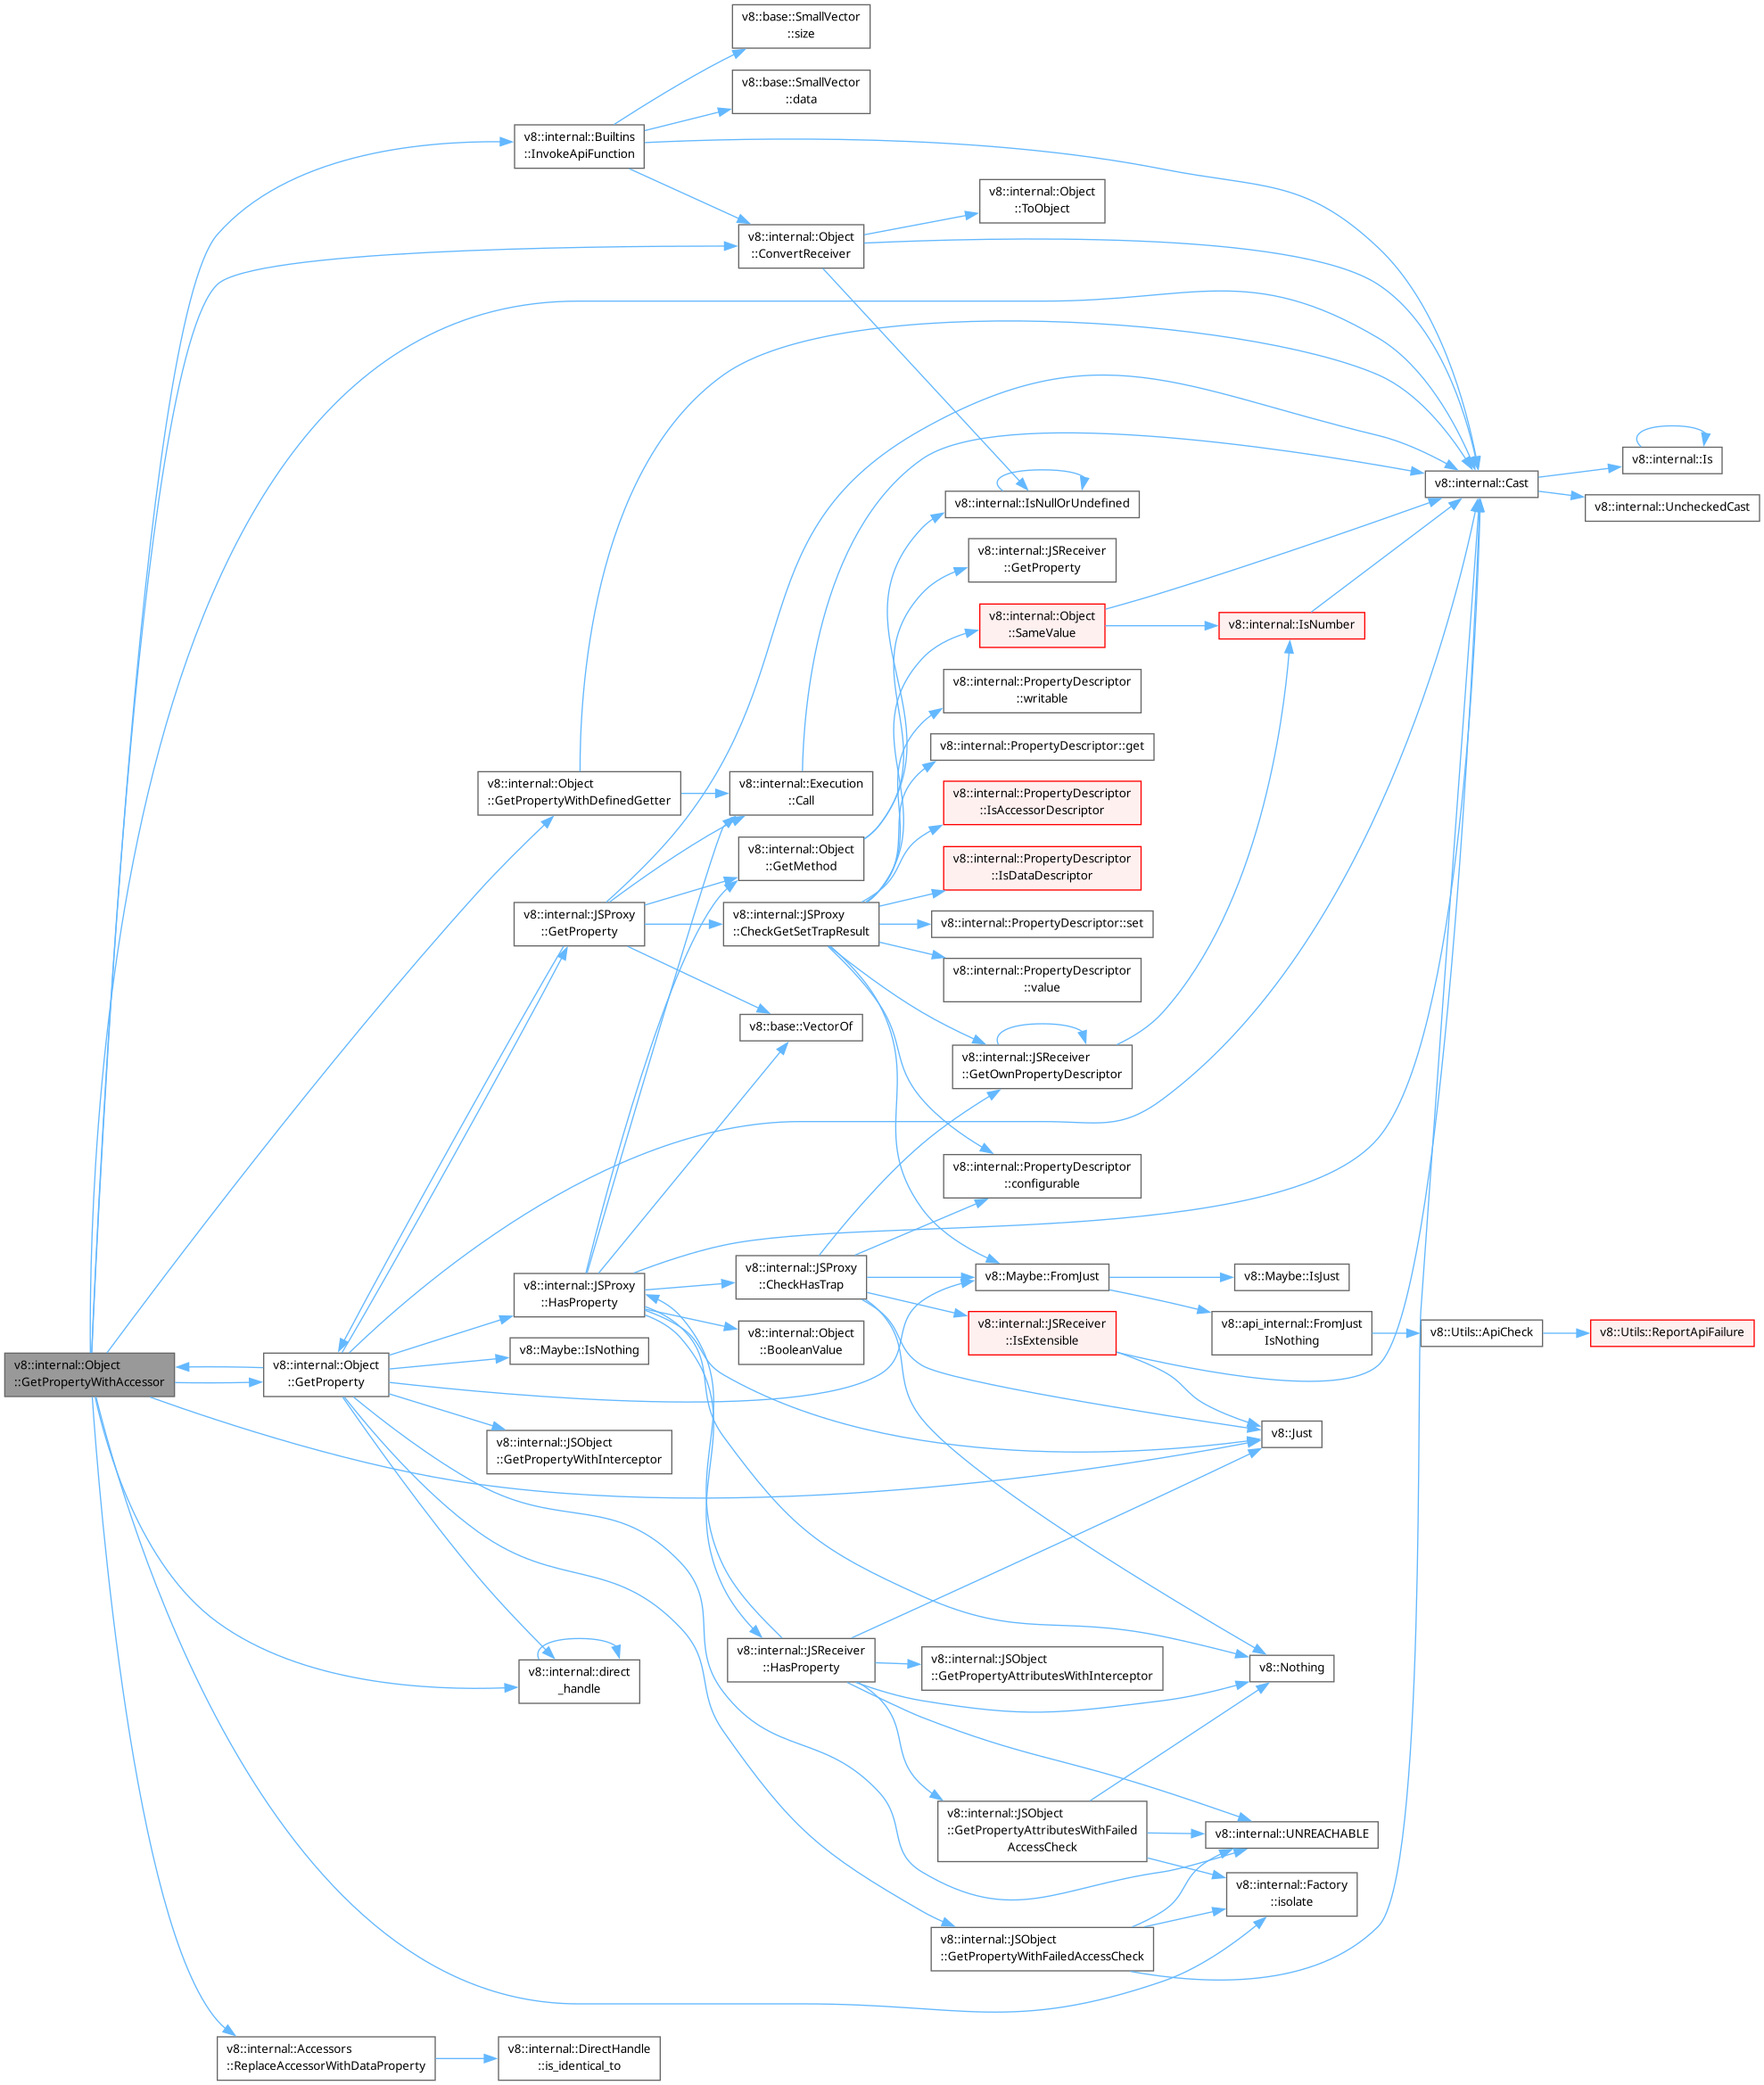 v8::base::SmallVector
::size
v8::base::SmallVector
::data
v8::internal::Builtins
::InvokeApiFunction
v8::internal::Object
::ToObject
v8::internal::Object
::ConvertReceiver
v8::internal::Is
v8::internal::Cast
v8::internal::UncheckedCast
v8::internal::IsNullOrUndefined
v8::internal::JSReceiver
::GetProperty
v8::internal::Object
::SameValue
v8::internal::IsNumber
v8::internal::PropertyDescriptor
::writable
v8::internal::PropertyDescriptor::get
v8::internal::Object
::GetPropertyWithDefinedGetter
v8::internal::Execution
::Call
v8::internal::PropertyDescriptor
::IsAccessorDescriptor
v8::internal::Object
::GetMethod
v8::internal::PropertyDescriptor
::IsDataDescriptor
v8::internal::JSProxy
::GetProperty
v8::internal::JSProxy
::CheckGetSetTrapResult
v8::internal::PropertyDescriptor::set
v8::internal::PropertyDescriptor
::value
v8::base::VectorOf
v8::internal::JSReceiver
::GetOwnPropertyDescriptor
v8::internal::PropertyDescriptor
::configurable
v8::internal::JSProxy
::HasProperty
v8::internal::JSProxy
::CheckHasTrap
v8::Maybe::FromJust
v8::Maybe::IsJust
v8::internal::Object
::BooleanValue
v8::internal::JSReceiver
::IsExtensible
v8::api_internal::FromJust
IsNothing
v8::Utils::ApiCheck
v8::Utils::ReportApiFailure
v8::internal::Object
::GetPropertyWithAccessor
v8::internal::Object
::GetProperty
v8::Maybe::IsNothing
v8::internal::JSObject
::GetPropertyWithInterceptor
v8::Just
v8::internal::direct
_handle
v8::internal::JSReceiver
::HasProperty
v8::internal::JSObject
::GetPropertyAttributesWithInterceptor
v8::Nothing
v8::internal::JSObject
::GetPropertyAttributesWithFailed
AccessCheck
v8::internal::UNREACHABLE
v8::internal::Factory
::isolate
v8::internal::JSObject
::GetPropertyWithFailedAccessCheck
v8::internal::Accessors
::ReplaceAccessorWithDataProperty
v8::internal::DirectHandle
::is_identical_to